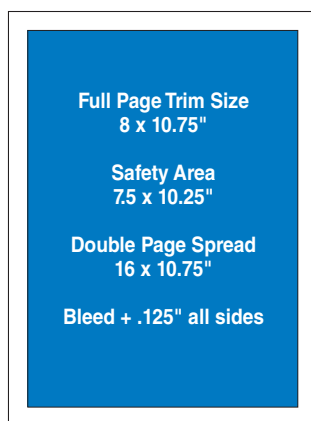 Full Page Trim Size
8 x 10.75"
Safety Area
7.5 x 10.25"
Double Page Spread
16 x 10.75"
Bleed + .125" all sides